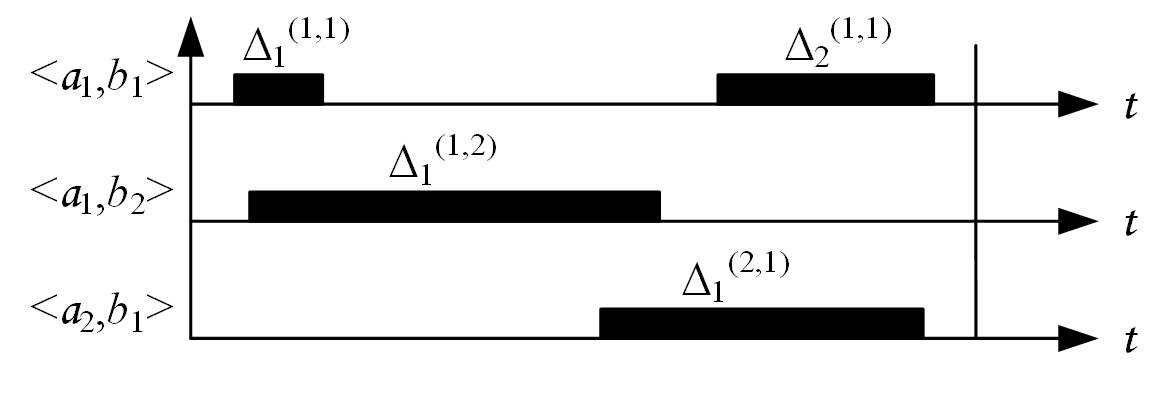 Δ₁⁽¹,¹⁾ Δ₂⁽¹,¹⁾
<a₁,b₁> t
Δ₁⁽¹,²⁾
<a₁,b₂> t
Δ₁⁽²,¹⁾
<a₂,b₁> t